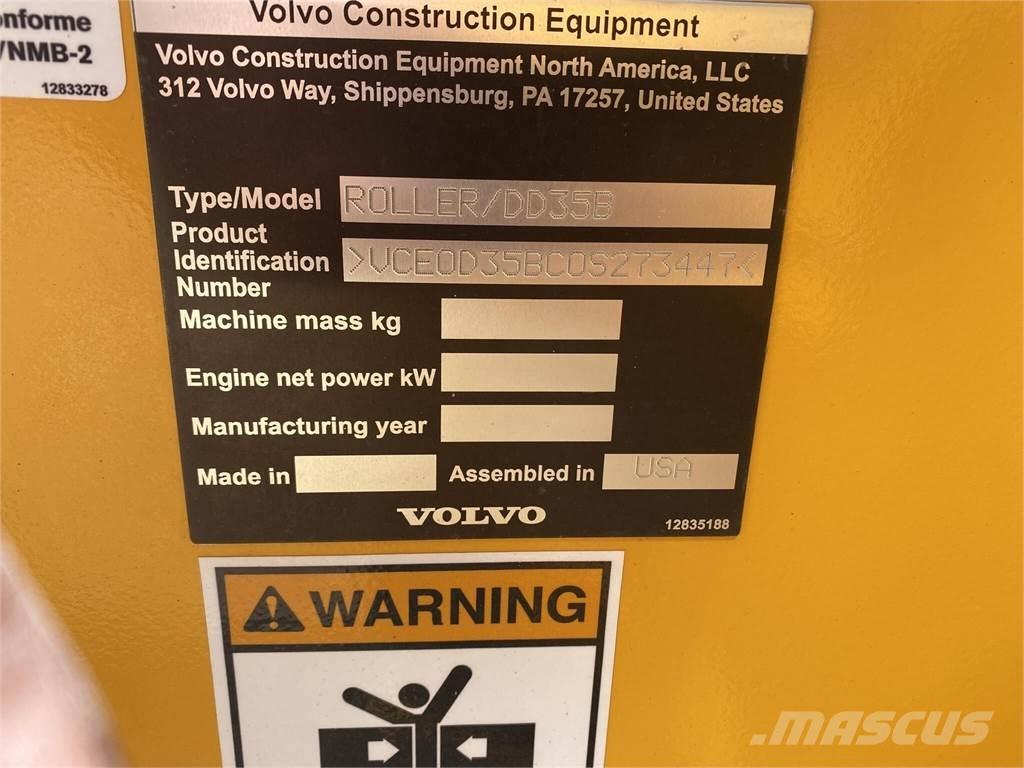 onforme
/NMB-2
12833278
Volvo Construction Equipment
Volvo Construction Equipment North America, LLC
312 Volvo Way, Shippensburg, PA 17257, United States
Type/Model ROLLER/DD35B
Product
Identification >VCE0D35BC0S273447<
Number
Machine mass kg
Engine net power kW
Manufacturing year
Made in Assembled in USA
VOLVO
12835188
WARNING
MASCUS